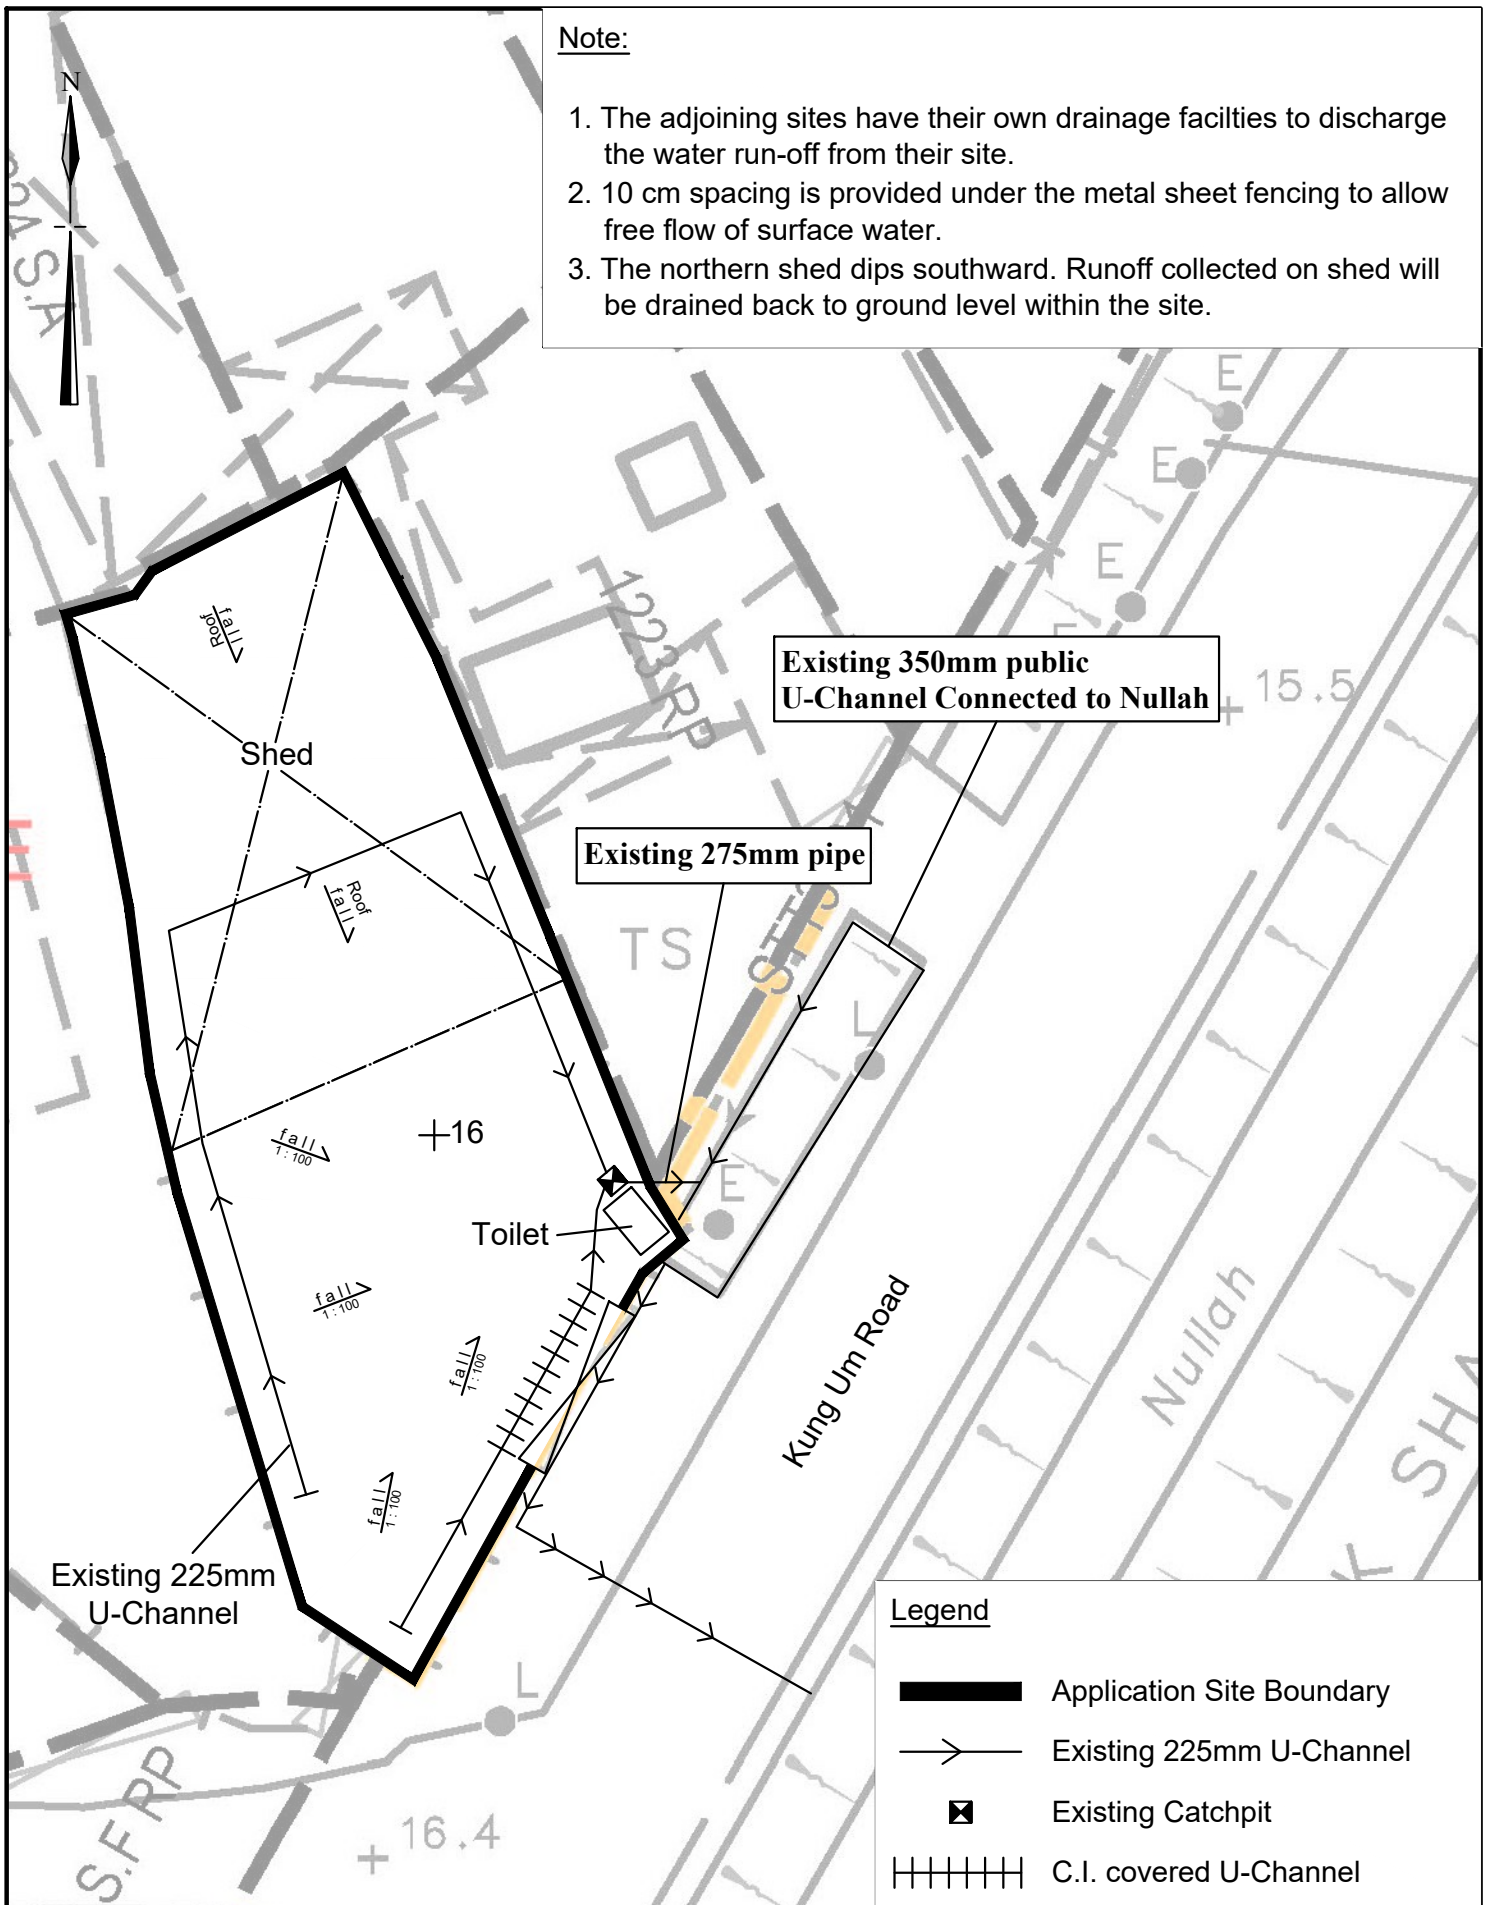 Note:
1. The adjoining sites have their own drainage facilties to discharge
the water run-off from their site.
2. 10 cm spacing is provided under the metal sheet fencing to allow
free flow of surface water.
3. The northern shed dips southward. Runoff collected on shed will
be drained back to ground level within the site.
N
S.A
E
E
E
1223 RP
Roof
fall
Existing 350mm public
U-Channel Connected to Nullah
15.5
Shed
Existing 275mm pipe
Roof
fall
TS
L
16
fall
1:100
E
Toilet
fall
1:100
fall
1:100
Kung Um Road
Nullah
fall
1:100
Existing 225mm
U-Channel
L
S.F RP
16.4
Legend
Application Site Boundary
Existing 225mm U-Channel
Existing Catchpit
C.I. covered U-Channel